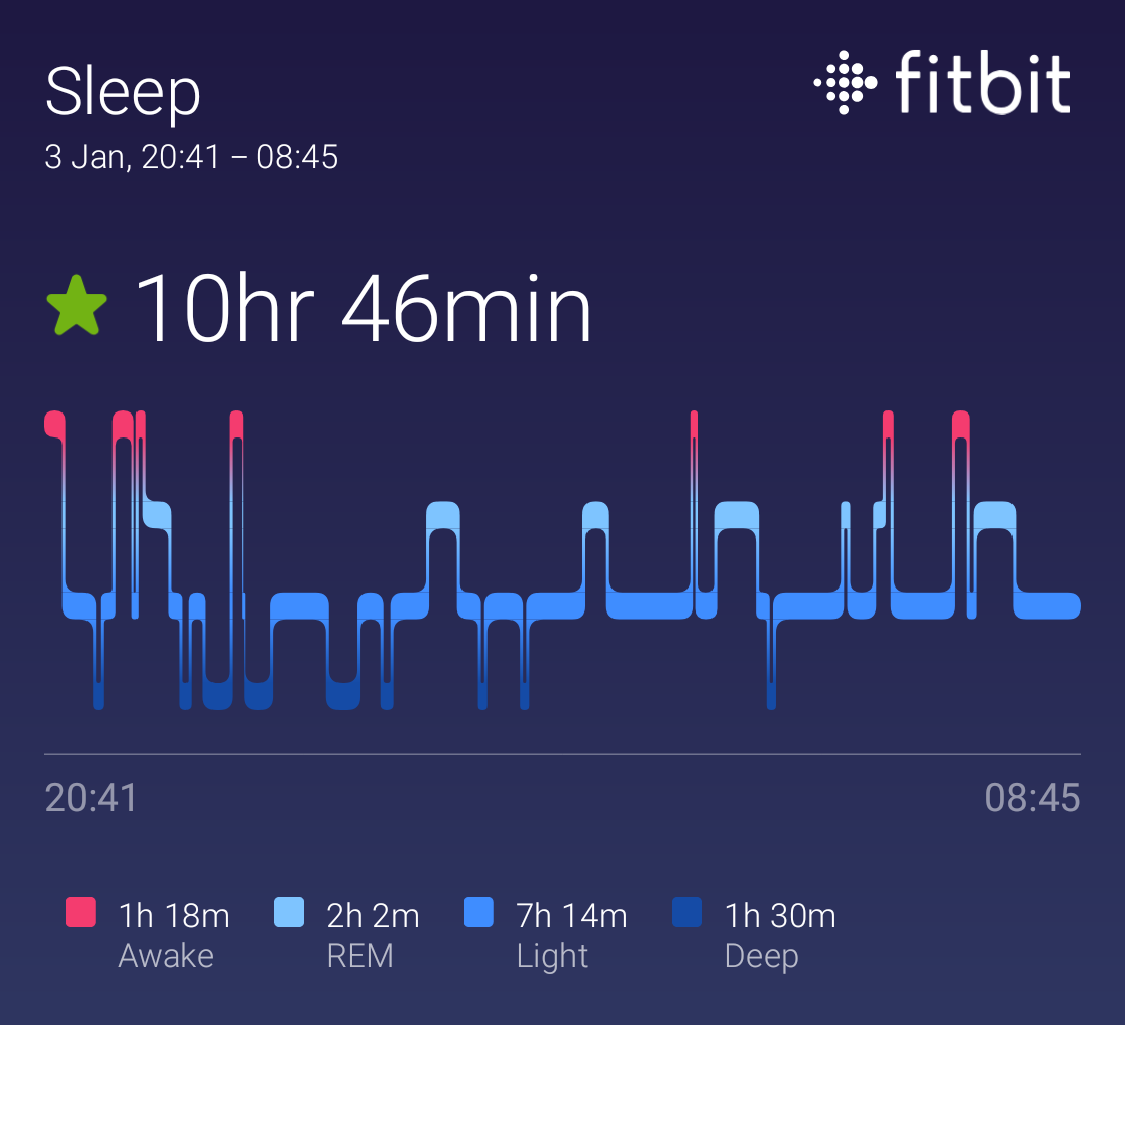 Sleep
fitbit
3 Jan, 20:41 – 08:45
10hr 46min
20:41
08:45
1h 18m
Awake
2h 2m
REM
7h 14m
Light
1h 30m
Deep